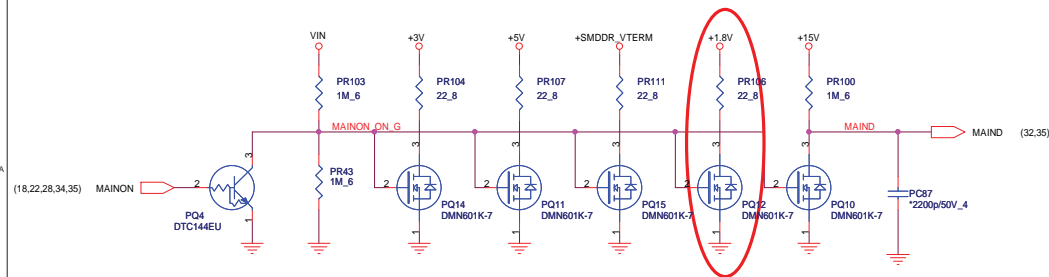 VIN
+3V
+5V
+SMDDR_VTERM
+1.8V
+15V
PR103
1M_6
PR104
22_8
PR107
22_8
PR111
22_8
PR106
22_8
PR100
1M_6
MAINON_ON_G
MAIND
MAIND (32,35)
A
(18,22,28,34,35) MAINON
2
3
1
PQ4
DTC144EU
PR43
1M_6
3
2
1
PQ14
DMN601K-7
3
2
1
PQ11
DMN601K-7
3
2
1
PQ15
DMN601K-7
3
2
1
PQ12
DMN601K-7
3
2
1
PQ10
DMN601K-7
PC87
*2200p/50V_4